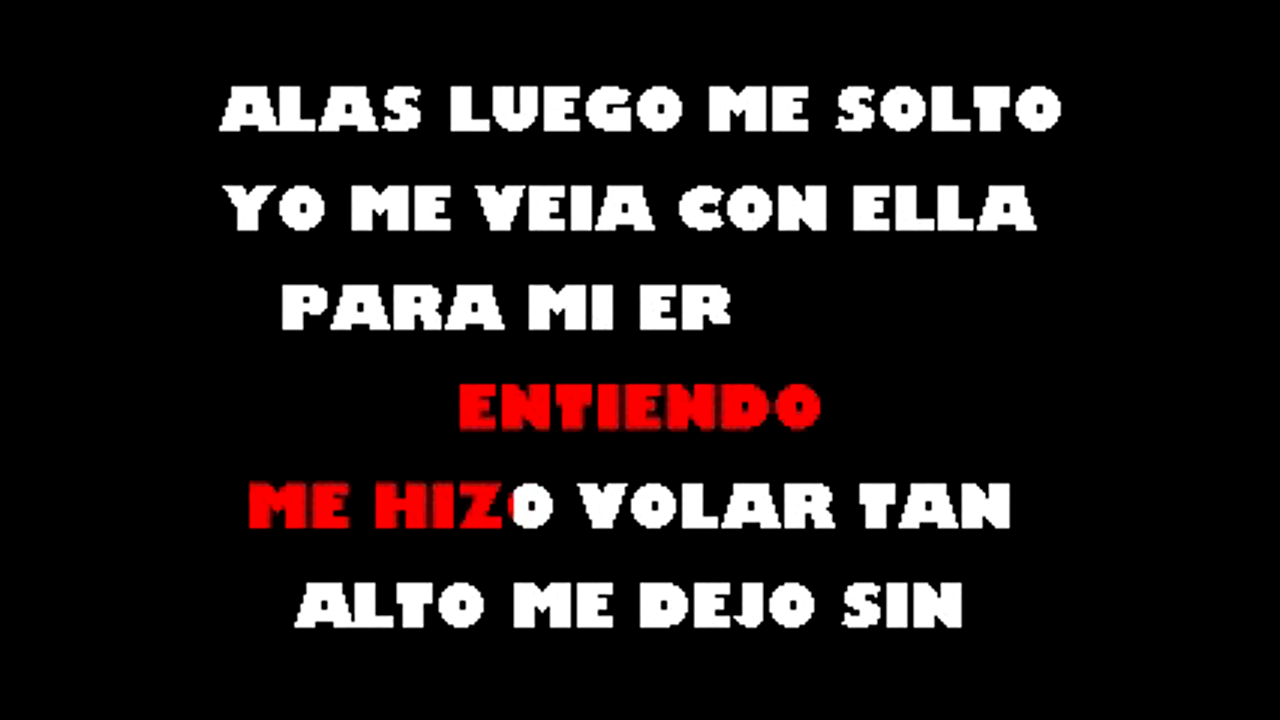 ALAS LUEGO ME SOLTO
YO ME VEIA CON ELLA
PARA MI ER
ENTIENDO
ME HIZO VOLAR TAN
ALTO ME DEJO SIN